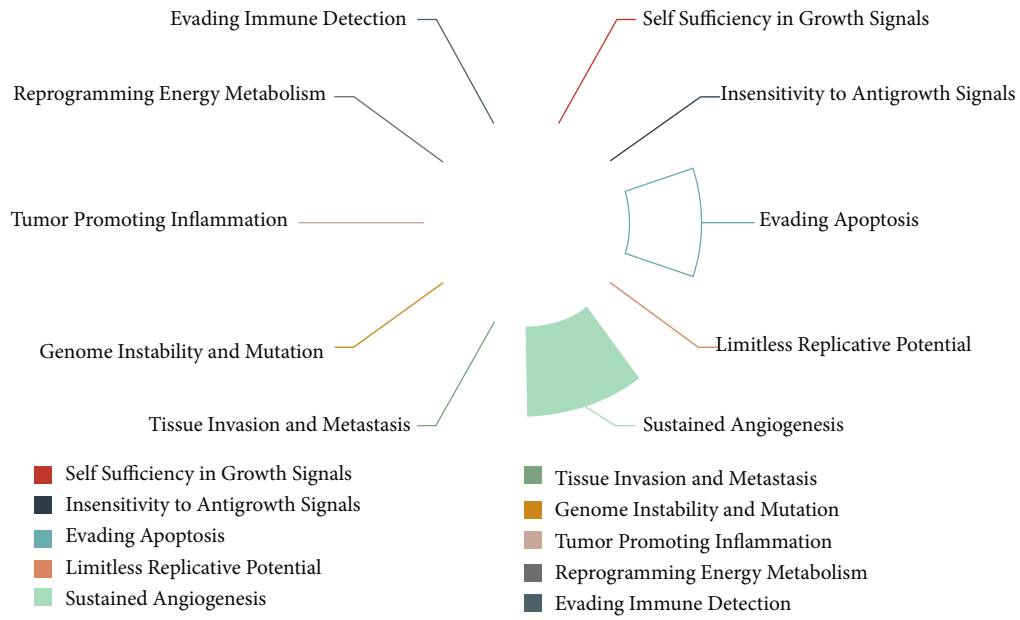 Evading Immune Detection
Self Sufficiency in Growth Signals
Reprogramming Energy Metabolism
Insensitivity to Antigrowth Signals
Tumor Promoting Inflammation
Evading Apoptosis
Genome Instability and Mutation
Limitless Replicative Potential
Tissue Invasion and Metastasis
Sustained Angiogenesis
Self Sufficiency in Growth Signals
Insensitivity to Antigrowth Signals
Evading Apoptosis
Limitless Replicative Potential
Sustained Angiogenesis
Tissue Invasion and Metastasis
Genome Instability and Mutation
Tumor Promoting Inflammation
Reprogramming Energy Metabolism
Evading Immune Detection